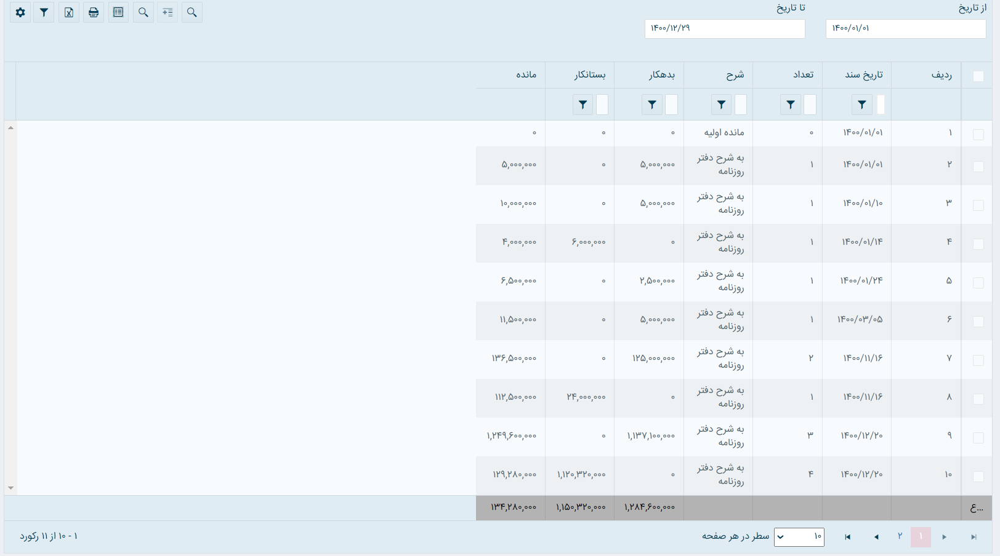 از تاریخ
تا تاریخ
۱۴۰۰/۰۱/۰۱
۱۴۰۰/۱۲/۲۹
ردیف تاریخ سند تعداد شرح بدهکار بستانکار مانده
۱ ۱۴۰۰/۰۱/۰۱ ۰ مانده اولیه ۰ ۰ ۰
۲ ۱۴۰۰/۰۱/۰۱ ۱ به شرح دفتر روزنامه ۵,۰۰۰,۰۰۰ ۰ ۵,۰۰۰,۰۰۰
۳ ۱۴۰۰/۰۱/۱۰ ۱ به شرح دفتر روزنامه ۵,۰۰۰,۰۰۰ ۰ ۱۰,۰۰۰,۰۰۰
۴ ۱۴۰۰/۰۱/۱۴ ۱ به شرح دفتر روزنامه ۰ ۶,۰۰۰,۰۰۰ ۴,۰۰۰,۰۰۰
۵ ۱۴۰۰/۰۱/۲۴ ۱ به شرح دفتر روزنامه ۲,۵۰۰,۰۰۰ ۰ ۶,۵۰۰,۰۰۰
۶ ۱۴۰۰/۰۳/۰۵ ۱ به شرح دفتر روزنامه ۵,۰۰۰,۰۰۰ ۰ ۱۱,۵۰۰,۰۰۰
۷ ۱۴۰۰/۱۱/۱۶ ۲ به شرح دفتر روزنامه ۱۲۵,۰۰۰,۰۰۰ ۰ ۱۳۶,۵۰۰,۰۰۰
۸ ۱۴۰۰/۱۱/۱۶ ۱ به شرح دفتر روزنامه ۰ ۲۴,۰۰۰,۰۰۰ ۱۱۲,۵۰۰,۰۰۰
۹ ۱۴۰۰/۱۲/۲۰ ۳ به شرح دفتر روزنامه ۱,۱۳۷,۱۰۰,۰۰۰ ۰ ۱,۲۴۹,۶۰۰,۰۰۰
۱۰ ۱۴۰۰/۱۲/۲۰ ۴ به شرح دفتر روزنامه ۰ ۱,۱۲۰,۳۲۰,۰۰۰ ۱۲۹,۲۸۰,۰۰۰
...ع ۱,۲۸۴,۶۰۰,۰۰۰ ۱,۱۵۰,۳۲۰,۰۰۰ ۱۳۴,۲۸۰,۰۰۰
۱ ۲ ۱۰ سطر در هر صفحه ۱ - ۱۰ از ۱۱ رکورد